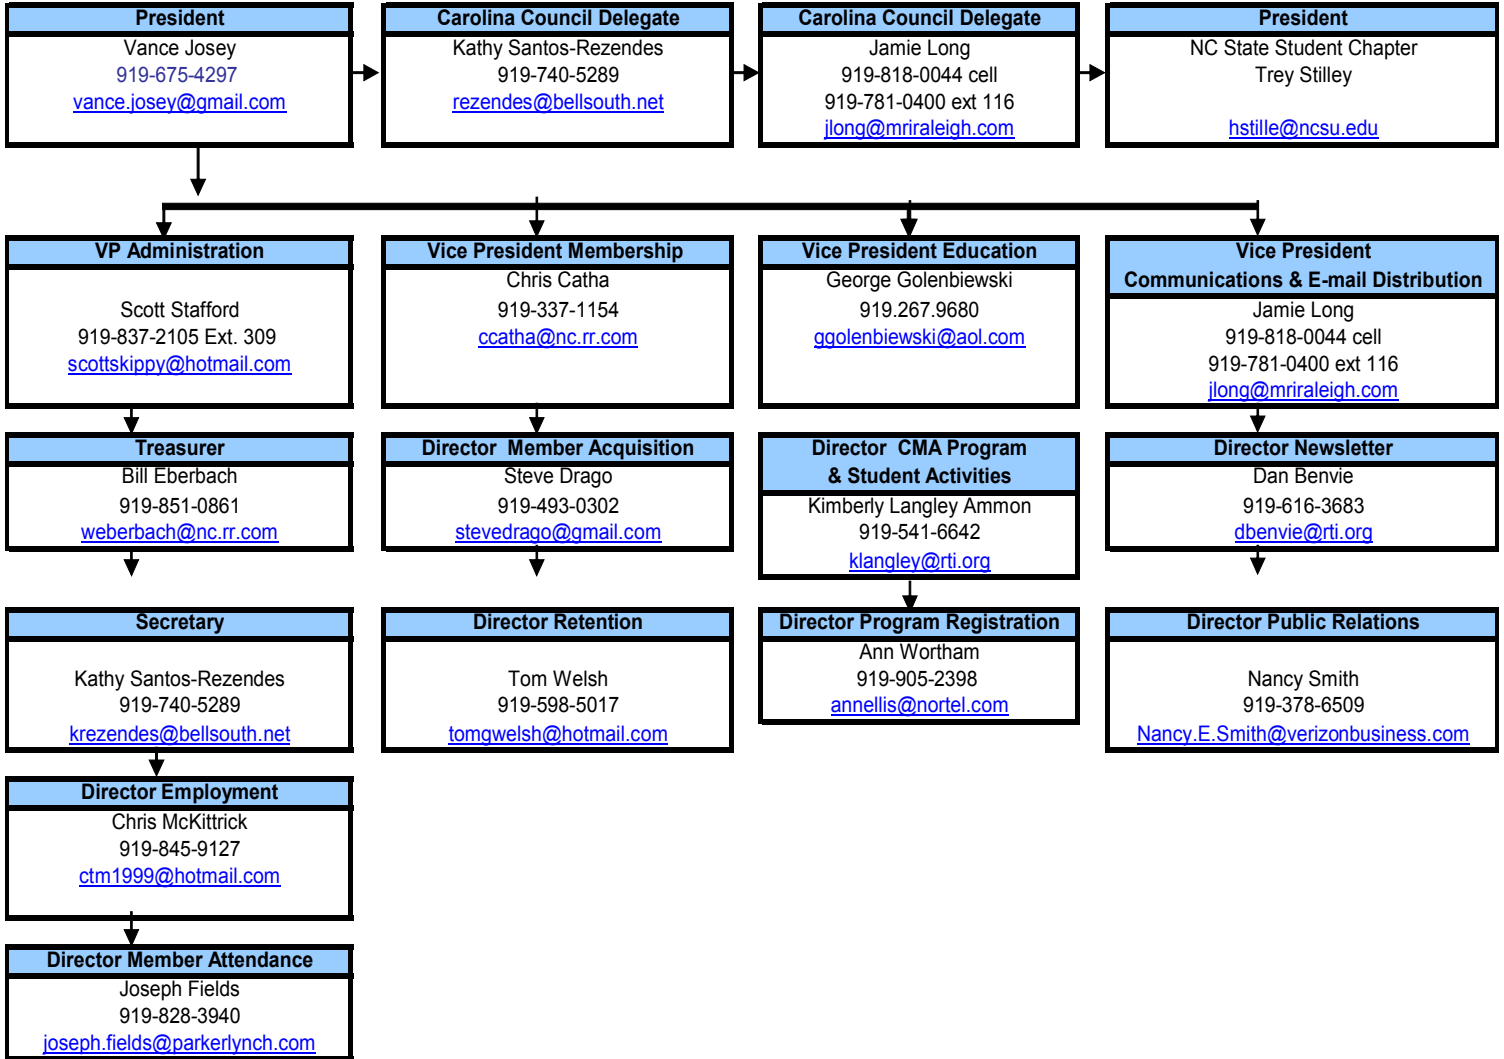 President
Vance Josey
919-675-4297
vance.josey@gmail.com
Carolina Council Delegate
Kathy Santos-Rezendes
919-740-5289
rezendes@bellsouth.net
Carolina Council Delegate
Jamie Long
919-818-0044 cell
919-781-0400 ext 116
jlong@mriraleigh.com
President
NC State Student Chapter
Trey Stilley
hstille@ncsu.edu
VP Administration
Scott Stafford
919-837-2105 Ext. 309
scottskippy@hotmail.com
Vice President Membership
Chris Catha
919-337-1154
ccatha@nc.rr.com
Vice President Education
George Golenbiewski
919.267.9680
ggolenbiewski@aol.com
Vice President
Communications & E-mail Distribution
Jamie Long
919-818-0044 cell
919-781-0400 ext 116
jlong@mriraleigh.com
Treasurer
Bill Eberbach
919-851-0861
weberbach@nc.rr.com
Director Member Acquisition
Steve Drago
919-493-0302
stevedrago@gmail.com
Director CMA Program
& Student Activities
Kimberly Langley Ammon
919-541-6642
klangley@rti.org
Director Newsletter
Dan Benvie
919-616-3683
dbenvie@rti.org
Secretary
Kathy Santos-Rezendes
919-740-5289
krezendes@bellsouth.net
Director Retention
Tom Welsh
919-598-5017
tomgwelsh@hotmail.com
Director Program Registration
Ann Wortham
919-905-2398
annellis@nortel.com
Director Public Relations
Nancy Smith
919-378-6509
Nancy.E.Smith@verizonbusiness.com
Director Employment
Chris McKittrick
919-845-9127
ctm1999@hotmail.com
Director Member Attendance
Joseph Fields
919-828-3940
joseph.fields@parkerlynch.com